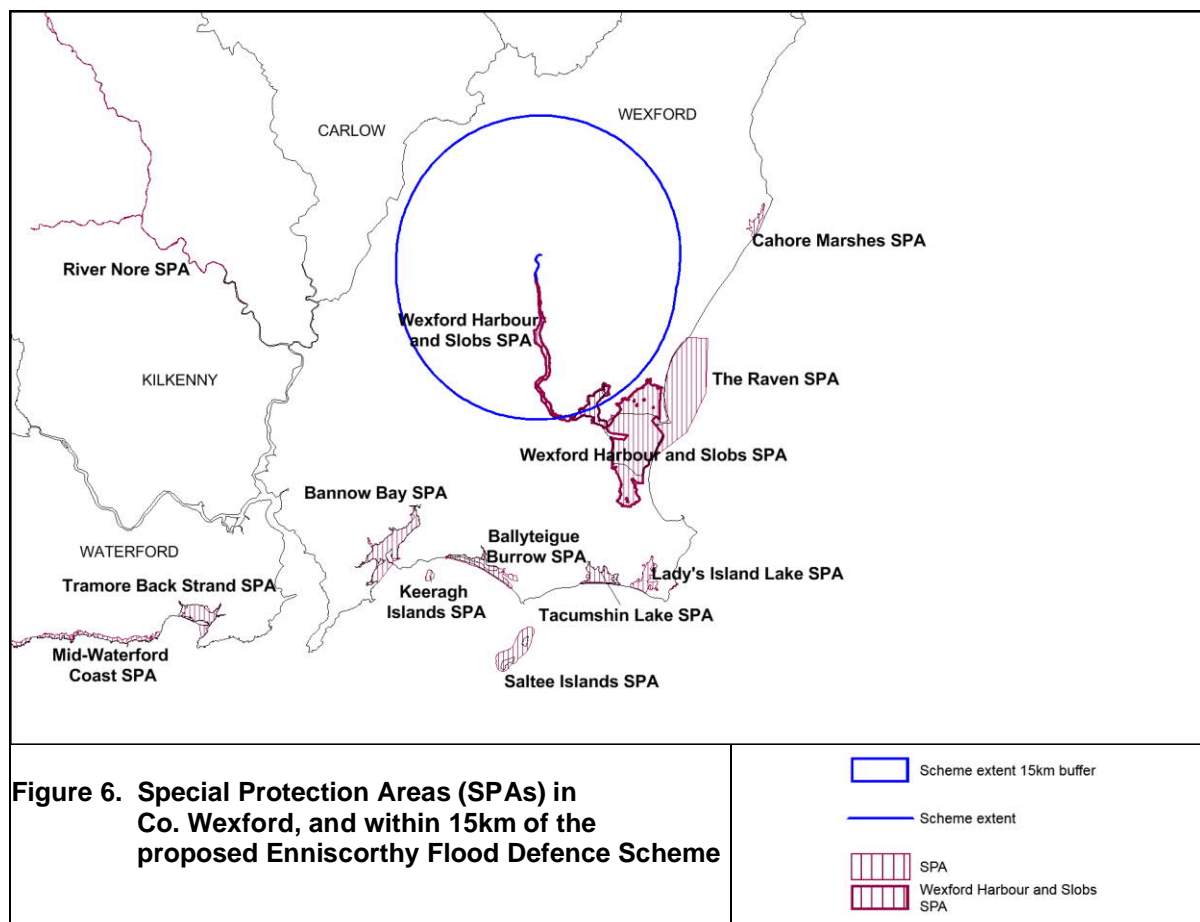 WEXFORD
CARLOW
Cahore Marshes SPA
River Nore SPA
Wexford Harbour
and Slobs SPA
KILKENNY
The Raven SPA
Wexford Harbour and Slobs SPA
Bannow Bay SPA
Ballyteigue
Burrow SPA
WATERFORD
Tramore Back Strand SPA
Lady's Island Lake SPA
Keeragh
Islands SPA
Tacumshin Lake SPA
Mid-Waterford
Coast SPA
Saltee Islands SPA
Figure 6. Special Protection Areas (SPAs) in
Co. Wexford, and within 15km of the
proposed Enniscorthy Flood Defence Scheme
Scheme extent 15km buffer
Scheme extent
SPA
Wexford Harbour and Slobs
SPA